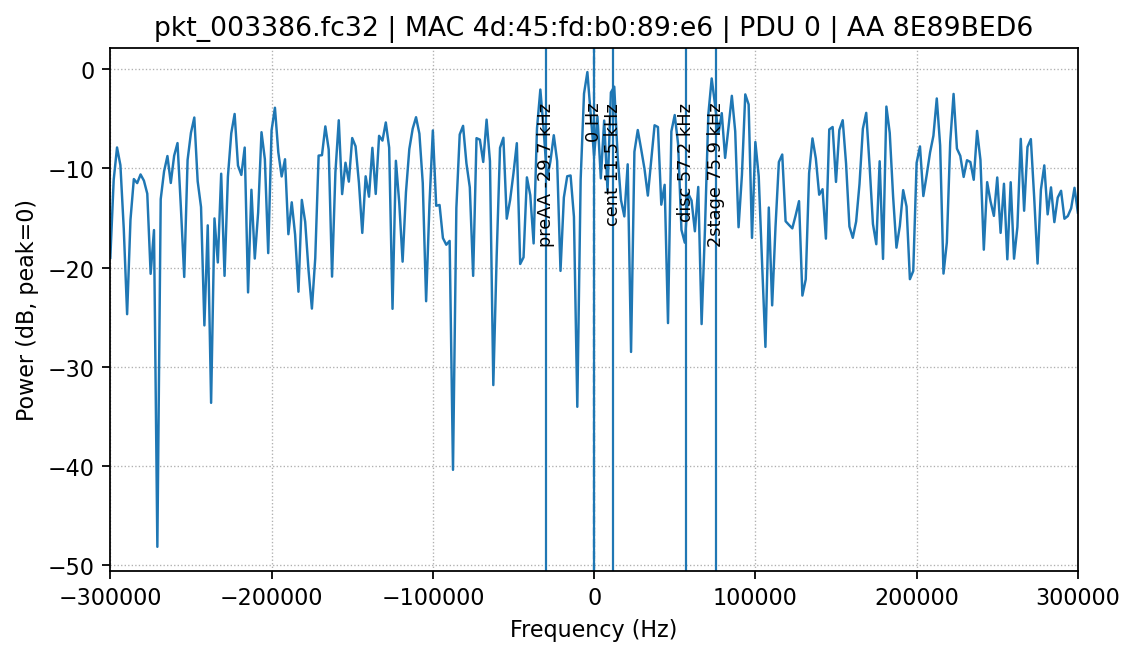 pkt_003386.fc32 | MAC 4d:45:fd:b0:89:e6 | PDU 0 | AA 8E89BED6
Power (dB, peak=0)
0
−10
−20
−30
−40
−50
preAA -29.7 kHz
0 Hz
cent 11.5 kHz
disc 57.2 kHz
2stage 75.9 kHz
−300000
−200000
−100000
0
100000
200000
300000
Frequency (Hz)